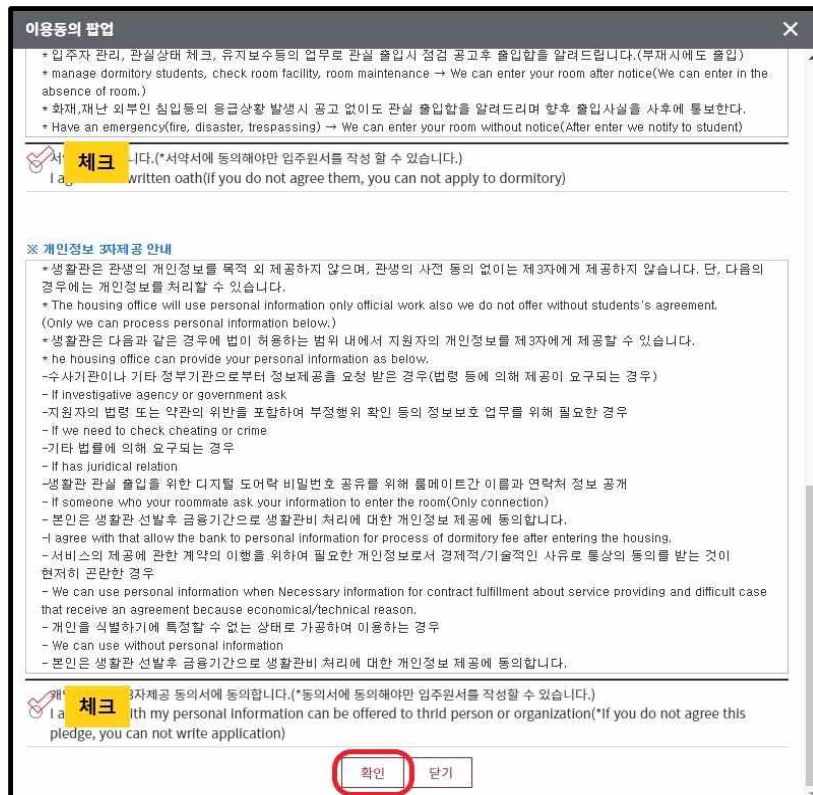 이용동의 팝업
* 입주자 관리, 관실상태 체크, 유지보수등의 업무로 관실 출입시 점검 공고후 출입함을 알려드립니다.(부재시에도 출입)
* manage dormitory students, check room facility, room maintenance → We can enter your room after notice(We can enter in the
absence of room.)
* 화재,재난 외부인 침입등의 응급상황 발생시 공고 없이도 관실 출입함을 알려드리며 향후 출입사실을 사후에 통보한다.
* Have an emergency(fire, disaster, trespassing) → We can enter your room without notice(After enter we notify to student)
체크
니다.(*서약서에 동의해야만 입주원서를 작성 할 수 있습니다.)
written oath(if you do not agree them, you can not apply to dormitory)
※ 개인정보 3자제공 안내
* 생활관은 관생의 개인정보를 목적 외 제공하지 않으며, 관생의 사전 동의 없이는 제3자에게 제공하지 않습니다. 단, 다음의
경우에는 개인정보를 처리할 수 있습니다.
* The housing office will use personal information only official work also we do not offer without students's agreement.
(Only we can process personal information below.)
* 생활관은 다음과 같은 경우에 법이 허용하는 범위 내에서 지원자의 개인정보를 제3자에게 제공할 수 있습니다.
* he housing office can provide your personal information as below.
-수사기관이나 기타 정부기관으로부터 정보제공을 요청 받은 경우(법령 등에 의해 제공이 요구되는 경우)
- If investigative agency or government ask
-지원자의 법령 또는 약관의 위반을 포함하여 부정행위 확인 등의 정보보호 업무를 위해 필요한 경우
- If we need to check cheating or crime
-기타 법률에 의해 요구되는 경우
- If has juridical relation
-생활관 관실 출입을 위한 디지털 도어락 비밀번호 공유를 위해 룸메이트간 이름과 연락처 정보 공개
- If someone who your roommate ask your information to enter the room(Only connection)
- 본인은 생활관 선발후 금융기간으로 생활관비 처리에 대한 개인정보 제공에 동의합니다.
-I agree with that allow the bank to personal information for process of dormitory fee after entering the housing.
- 서비스의 제공에 관한 계약의 이행을 위하여 필요한 개인정보로서 경제적/기술적인 사유로 통상의 동의를 받는 것이
현저히 곤란한 경우
- We can use personal information when Necessary information for contract fulfillment about service providing and difficult case
that receive an agreement because economical/technical reason.
- 개인을 식별하기에 특정할 수 없는 상태로 가공하여 이용하는 경우
- We can use without personal information
- 본인은 생활관 선발후 금융기간으로 생활관비 처리에 대한 개인정보 제공에 동의합니다.
체크
3자제공 동의서에 동의합니다.(*동의서에 동의해야만 입주원서를 작성할 수 있습니다.)
with my personal information can be offered to thrid person or organization(*If you do not agree this
pledge, you can not write application)
확인 닫기